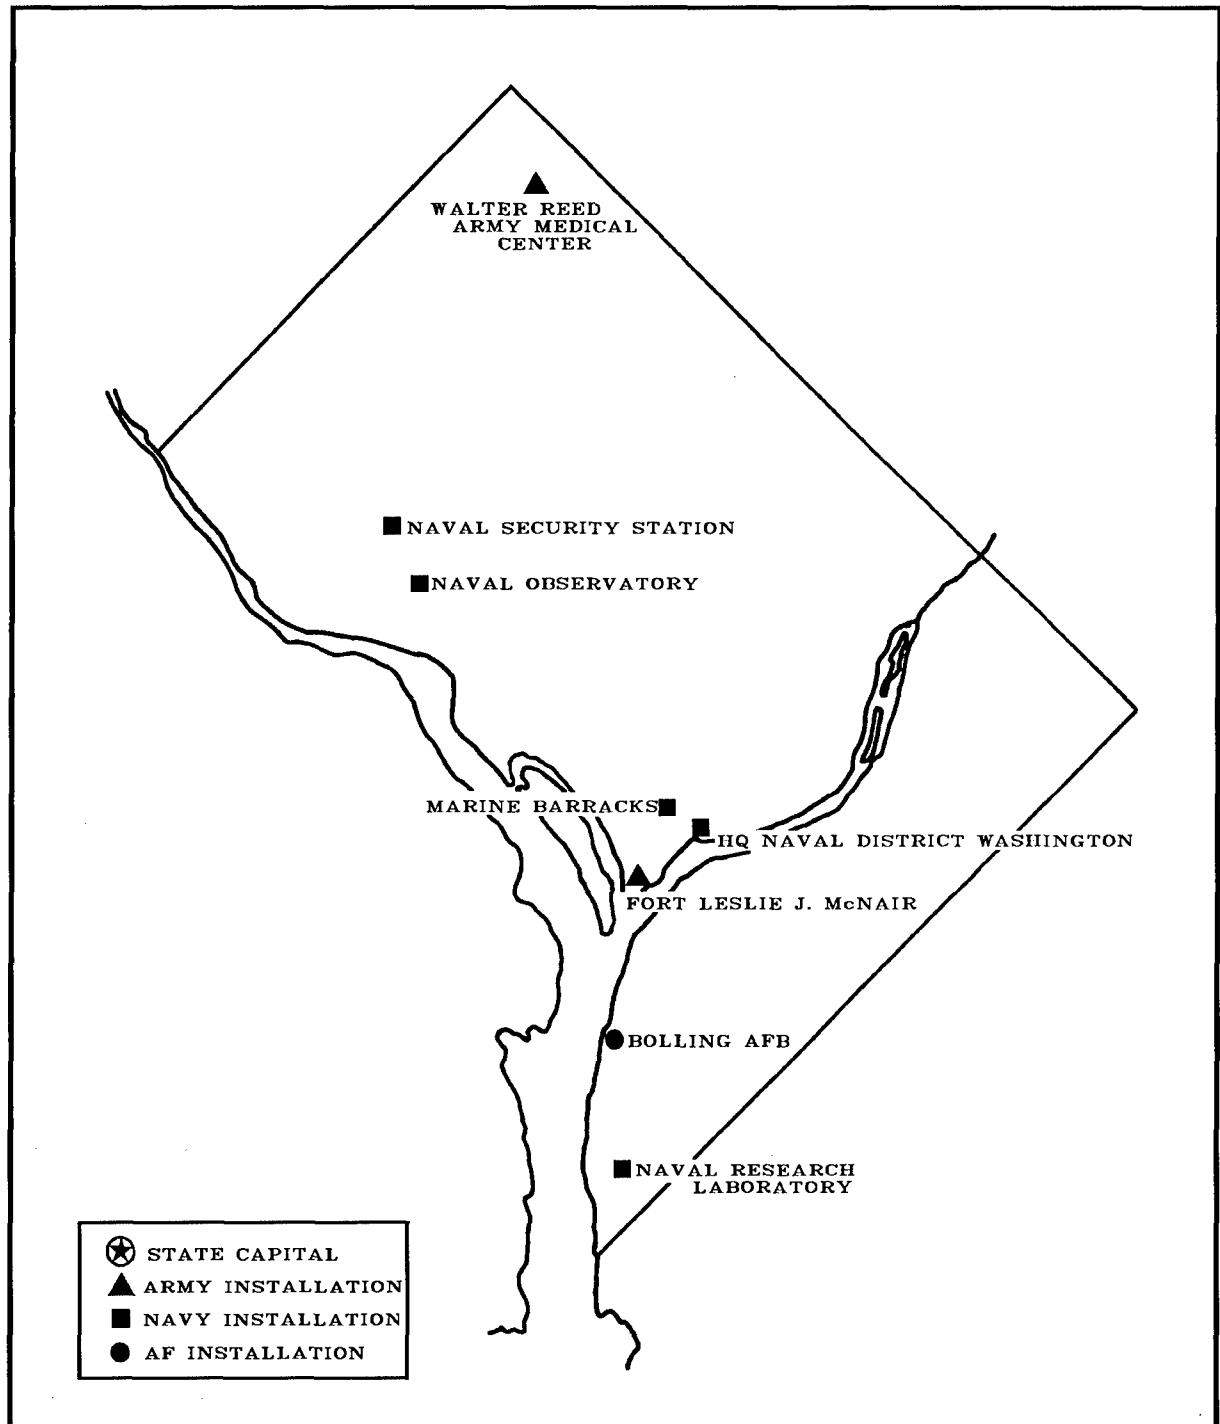 WALTER REED
ARMY MEDICAL
CENTER
NAVAL SECURITY STATION
NAVAL OBSERVATORY
MARINE BARRACKS
HQ NAVAL DISTRICT WASHINGTON
FORT LESLIE J. McNAIR
BOLLING AFB
NAVAL RESEARCH
LABORATORY
STATE CAPITAL
ARMY INSTALLATION
NAVY INSTALLATION
AF INSTALLATION